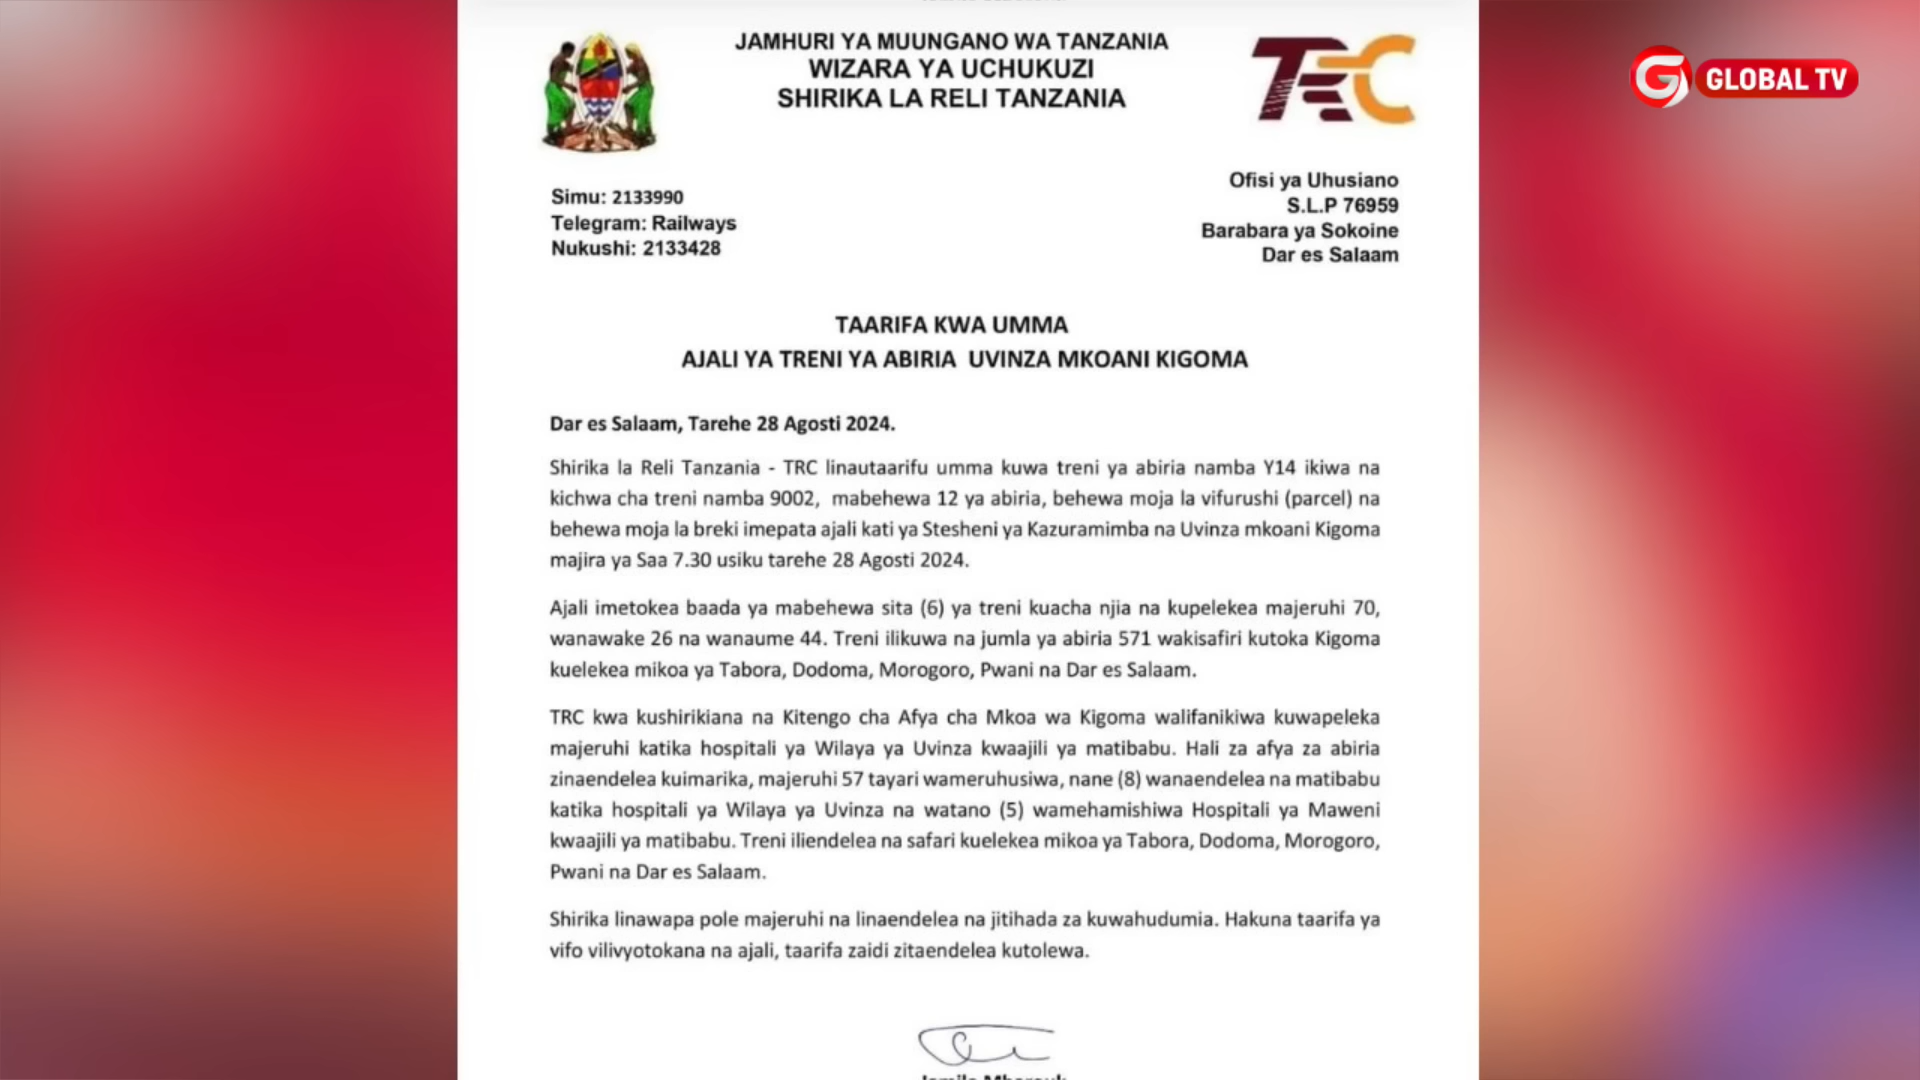 JAMHURI YA MUUNGANO WA TANZANIA
WIZARA YA UCHUKUZI
SHIRIKA LA RELI TANZANIA
TRC
GLOBAL TV
Simu: 2133990
Telegram: Railways
Nukushi: 2133428
Ofisi ya Uhusiano
S.L.P 76959
Barabara ya Sokoine
Dar es Salaam
TAARIFA KWA UMMA
AJALI YA TRENI YA ABIRIA UVINZA MKOANI KIGOMA
Dar es Salaam, Tarehe 28 Agosti 2024.
Shirika la Reli Tanzania - TRC linautaarifu umma kuwa treni ya abiria namba Y14 ikiwa na
kichwa cha treni namba 9002, mabehewa 12 ya abiria, behewa moja la vifurushi (parcel) na
behewa moja la breki imepata ajali kati ya Stesheni ya Kazuramimba na Uvinza mkoani Kigoma
majira ya Saa 7.30 usiku tarehe 28 Agosti 2024.
Ajali imetokea baada ya mabehewa sita (6) ya treni kuacha njia na kupelekea majeruhi 70,
wanawake 26 na wanaume 44. Treni ilikuwa na jumla ya abiria 571 wakisafiri kutoka Kigoma
kuelekea mikoa ya Tabora, Dodoma, Morogoro, Pwani na Dar es Salaam.
TRC kwa kushirikiana na Kitengo cha Afya cha Mkoa wa Kigoma walifanikiwa kuwapeleka
majeruhi katika hospitali ya Wilaya ya Uvinza kwaajili ya matibabu. Hali za afya za abiria
zinaendelea kuimarika, majeruhi 57 tayari wameruhusiwa, nane (8) wanaendelea na matibabu
katika hospitali ya Wilaya ya Uvinza na watano (5) wamehamishiwa Hospitali ya Maweni
kwaajili ya matibabu. Treni iliendelea na safari kuelekea mikoa ya Tabora, Dodoma, Morogoro,
Pwani na Dar es Salaam.
Shirika linawapa pole majeruhi na linaendelea na jitihada za kuwahudumia. Hakuna taarifa ya
vifo vilivyotokana na ajali, taarifa zaidi zitaendelea kutolewa.